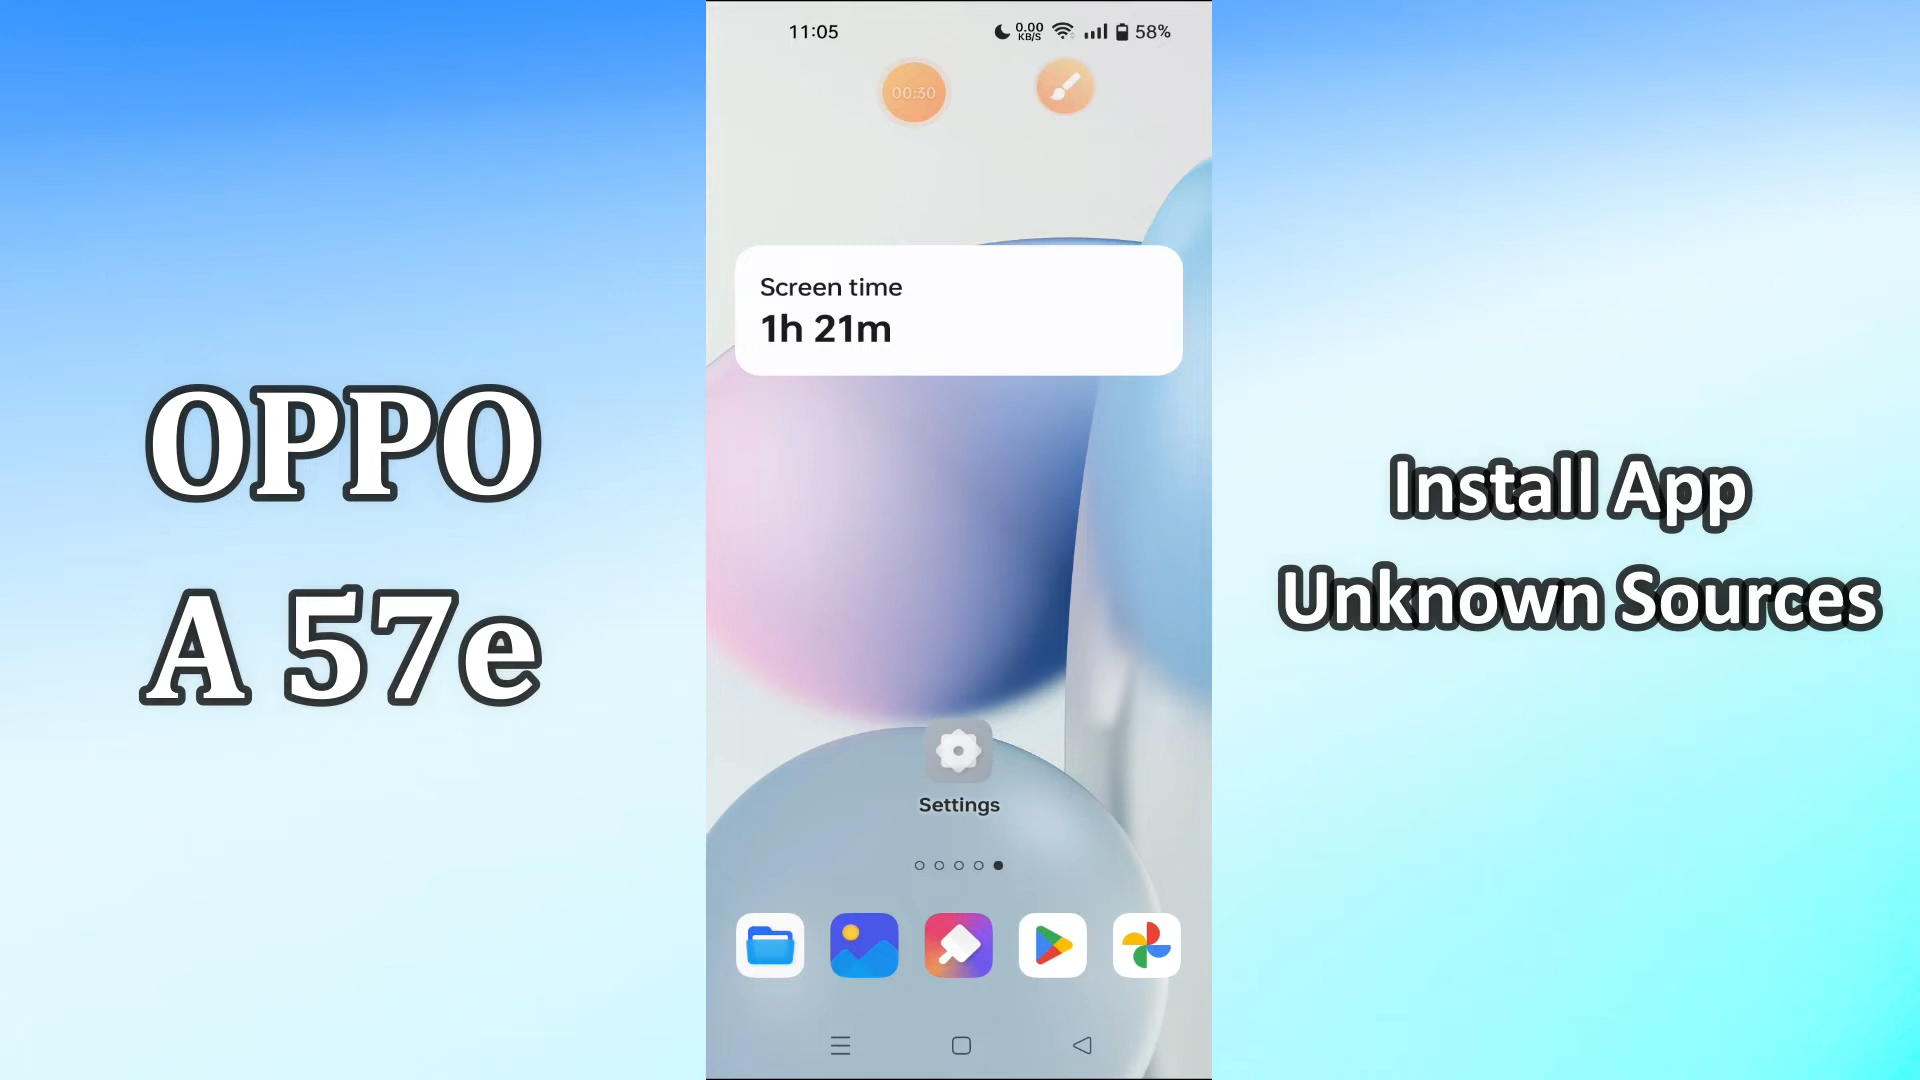 OPPO
A 57e
11:05
0.00
KB/S
58%
00:30
Screen time
1h 21m
Settings
Install App
Unknown Sources